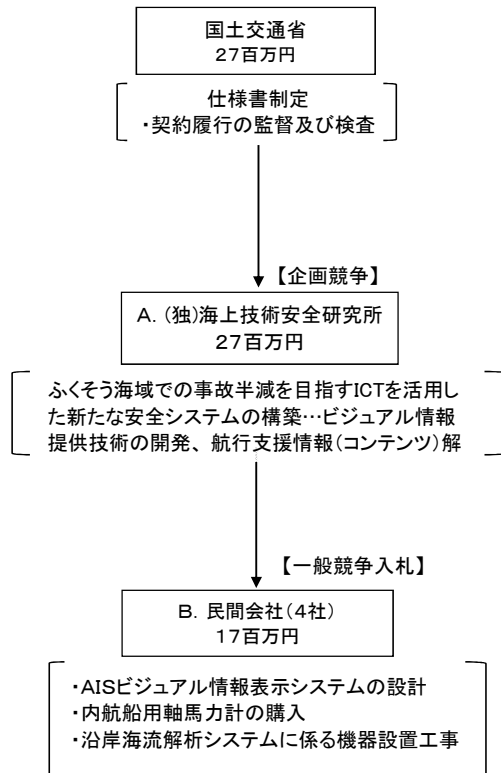 国土交通省
27百万円
仕様書制定
・契約履行の監督及び検査
【企画競争】
A. (独)海上技術安全研究所
27百万円
ふくそう海域での事故半減を目指すICTを活用し
た新たな安全システムの構築…ビジュアル情報
提供技術の開発、航行支援情報(コンテンツ)解
【一般競争入札】
B. 民間会社(4社)
17百万円
・AISビジュアル情報表示システムの設計
・内航船用軸馬力計の購入
・沿岸海流解析システムに係る機器設置工事